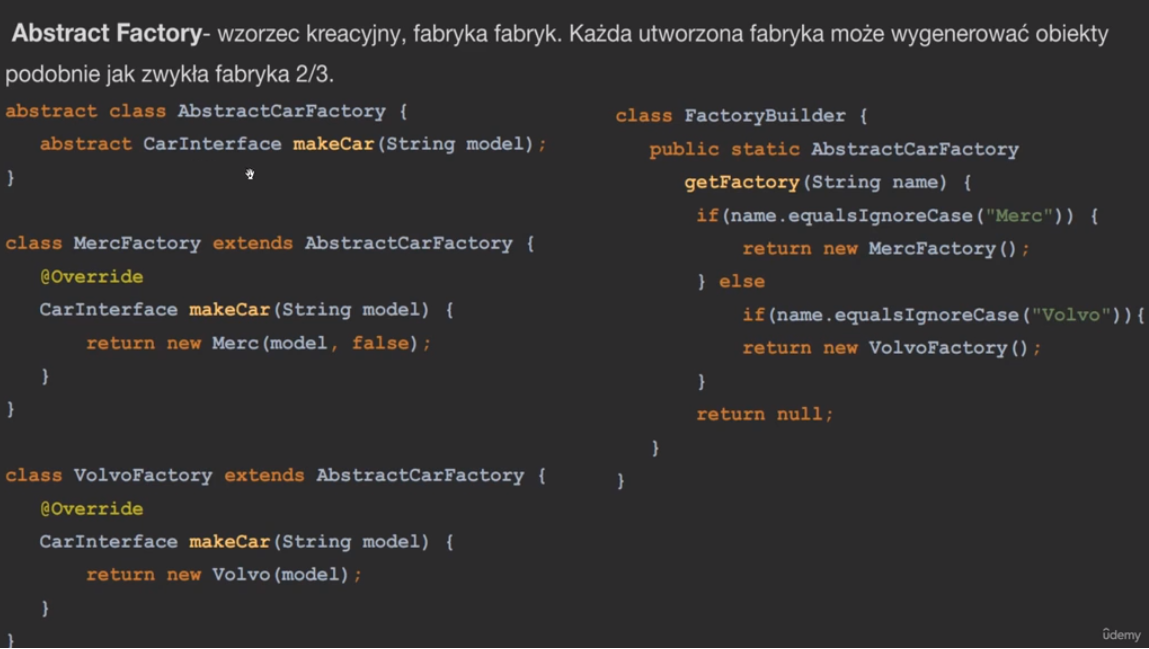 Abstract Factory- wzorzec kreacyjny, fabryka fabryk. Każda utworzona fabryka może wygenerować obiekty
podobnie jak zwykła fabryka 2/3.
abstract class AbstractCarFactory {
abstract CarInterface makeCar(String model);
}
class MercFactory extends AbstractCarFactory {
@Override
CarInterface makeCar(String model) {
return new Merc(model, false);
}
}
class VolvoFactory extends AbstractCarFactory {
@Override
CarInterface makeCar(String model) {
return new Volvo(model);
}
}
class FactoryBuilder {
public static AbstractCarFactory
getFactory(String name) {
if(name.equalsIgnoreCase("Merc")) {
return new MercFactory();
} else
if(name.equalsIgnoreCase("Volvo")){
return new VolvoFactory();
}
return null;
}
}
ûdemy